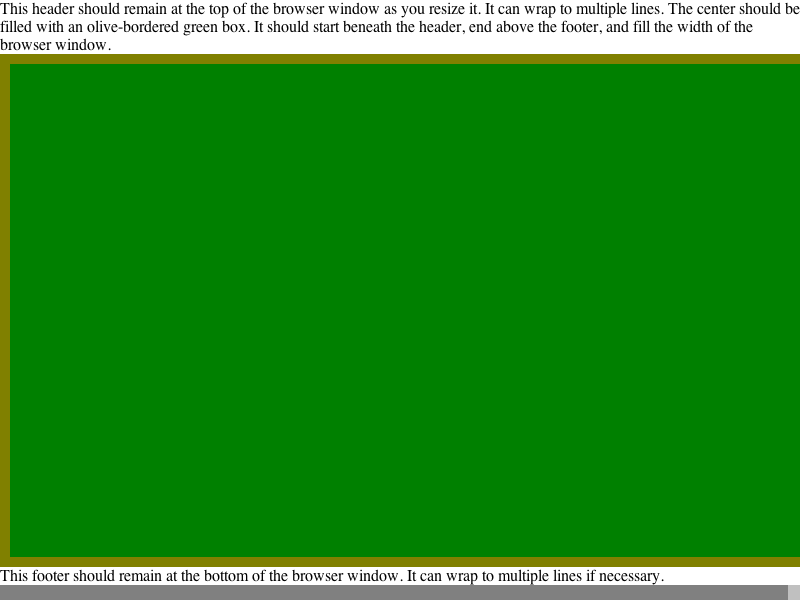 This header should remain at the top of the browser window as you resize it. It can wrap to multiple lines. The center should be
filled with an olive-bordered green box. It should start beneath the header, end above the footer, and fill the width of the
browser window.
This footer should remain at the bottom of the browser window. It can wrap to multiple lines if necessary.